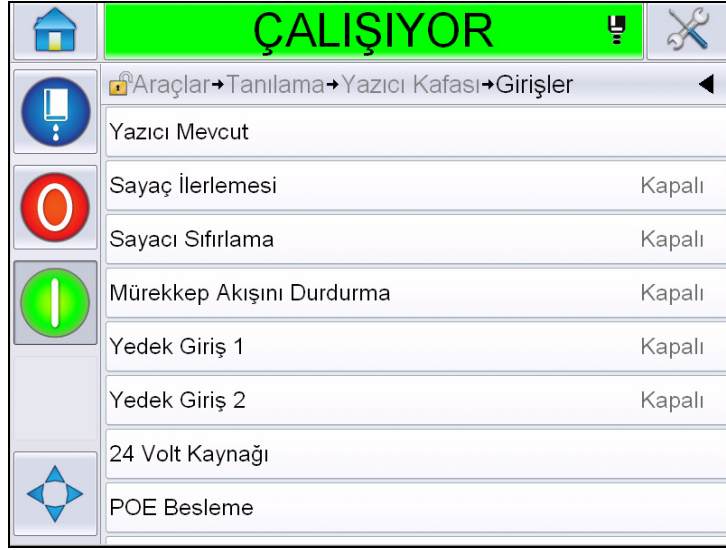 ÇALIŞIYOR
Araçlar→Tanılama→Yazıcı Kafası→Girişler
Yazıcı Mevcut
Sayaç İlerlemesi Kapalı
Sayacı Sıfırlama Kapalı
Mürekkep Akışını Durdurma Kapalı
Yedek Giriş 1 Kapalı
Yedek Giriş 2 Kapalı
24 Volt Kaynağı
POE Besleme